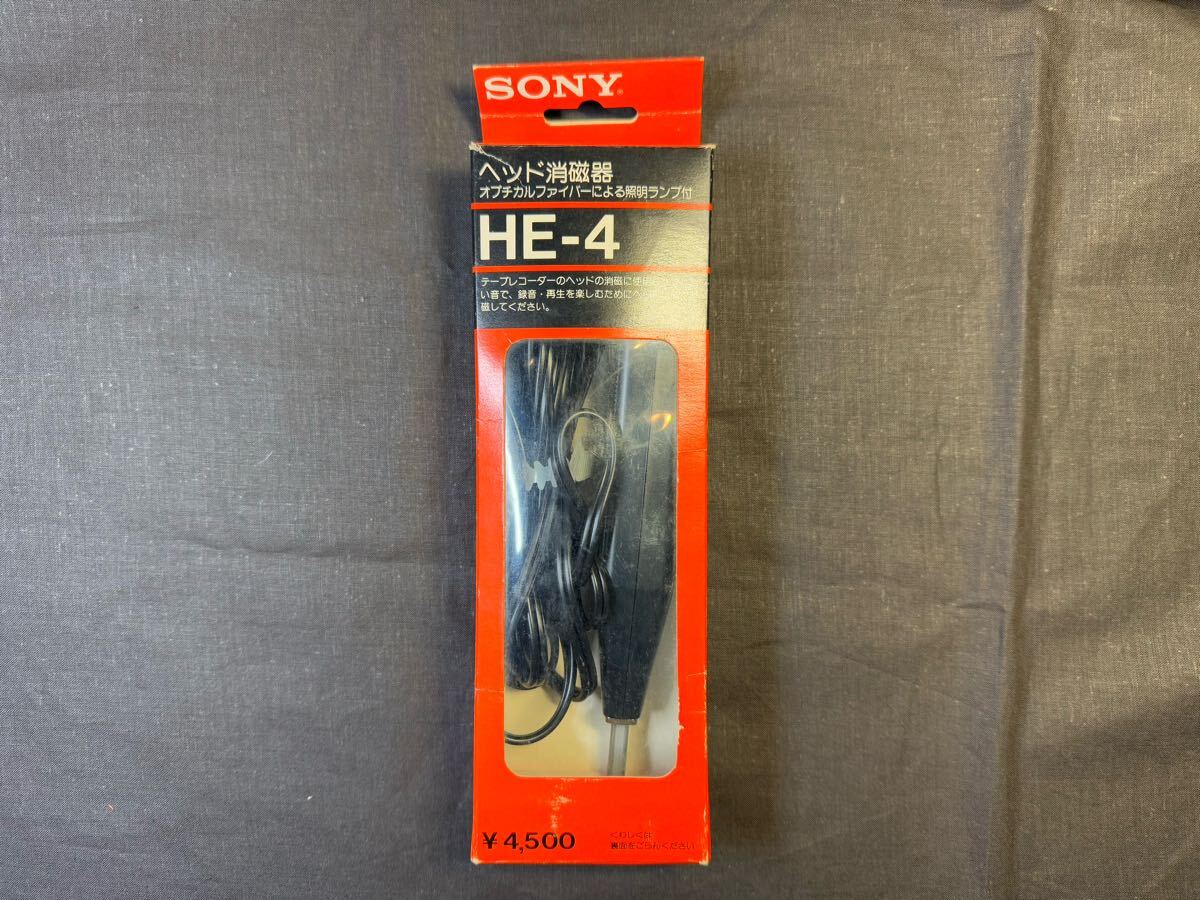 SONY®
ヘッド消磁器
オプチカルファイバーによる照明ランプ付
HE-4
テープレコーダーのヘッドの消磁に使
い音で、録音・再生を楽しむために
磁してください。
¥4,500
くわしくは
裏面をごらんください